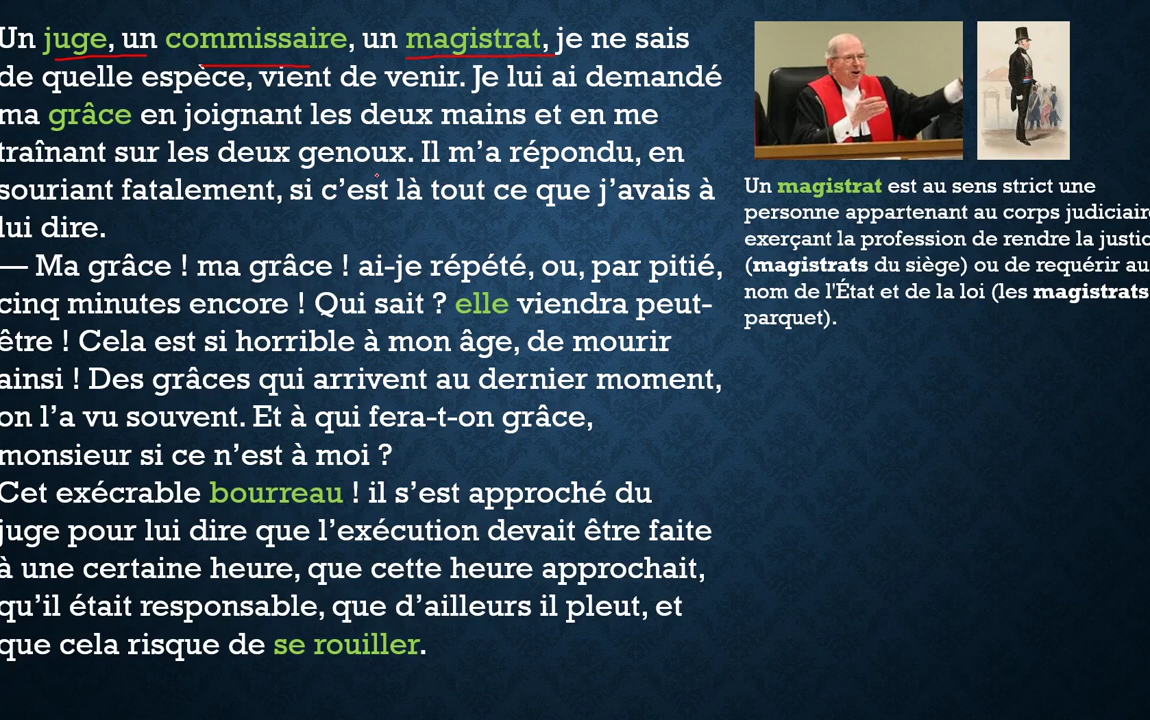 Un juge, un commissaire, un magistrat, je ne sais
de quelle espèce, vient de venir. Je lui ai demandé
ma grâce en joignant les deux mains et en me
traînant sur les deux genoux. Il m’a répondu, en
souriant fatalement, si c’est là tout ce que j’avais à
lui dire.
— Ma grâce ! ma grâce ! ai-je répété, ou, par pitié,
cinq minutes encore ! Qui sait ? elle viendra peut-
être ! Cela est si horrible à mon âge, de mourir
ainsi ! Des grâces qui arrivent au dernier moment,
on l’a vu souvent. Et à qui fera-t-on grâce,
monsieur si ce n’est à moi ?
Cet exécrable bourreau ! il s’est approché du
juge pour lui dire que l’exécution devait être faite
à une certaine heure, que cette heure approchait,
qu’il était responsable, que d’ailleurs il pleut, et
que cela risque de se rouiller.
Un magistrat est au sens strict une
personne appartenant au corps judiciair
exerçant la profession de rendre la justic
(magistrats du siège) ou de requérir au
nom de l'État et de la loi (les magistrats
parquet).